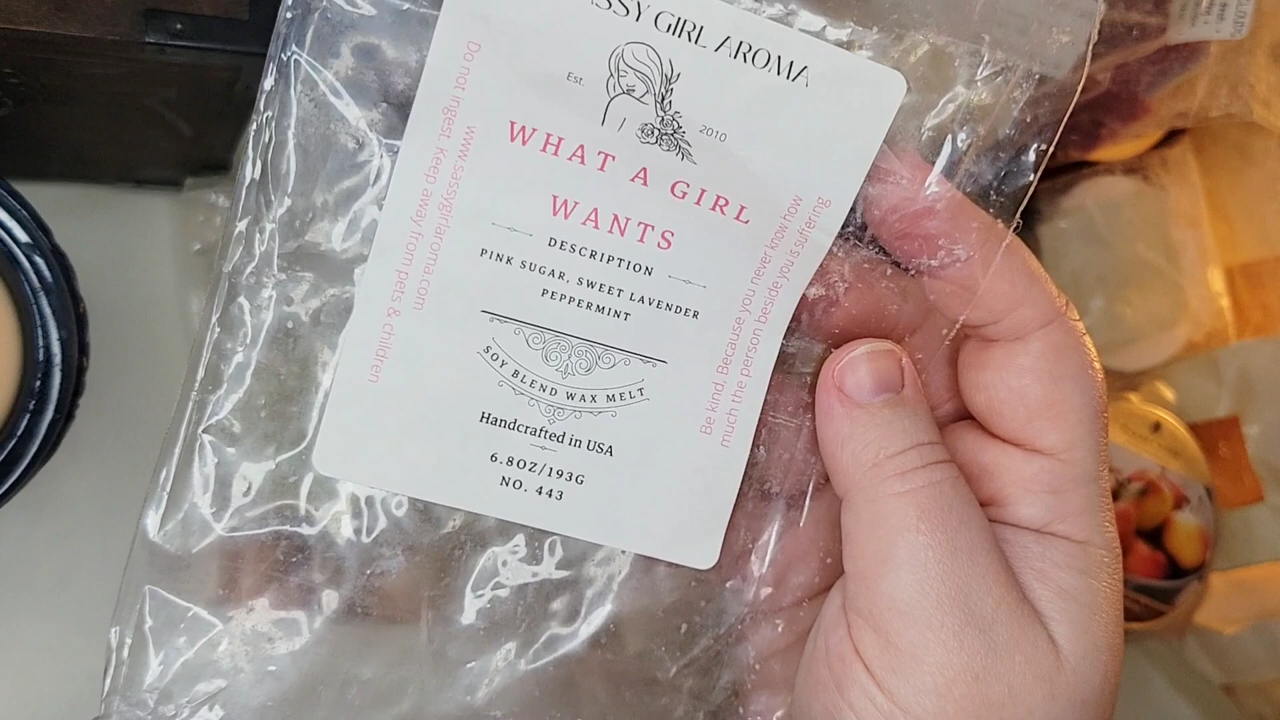 SSY GIRL AROMA
Est.
2010
WHAT A GIRL
WANTS
DESCRIPTION
PINK SUGAR, SWEET LAVENDER
PEPPERMINT
SOY BLEND WAX MELT
Handcrafted in USA
6.8OZ/193G
NO. 443
www.sassygirlaroma.com
Do not ingest. Keep away from pets & children
Be kind. Because you never know how
much the person beside you is suffering